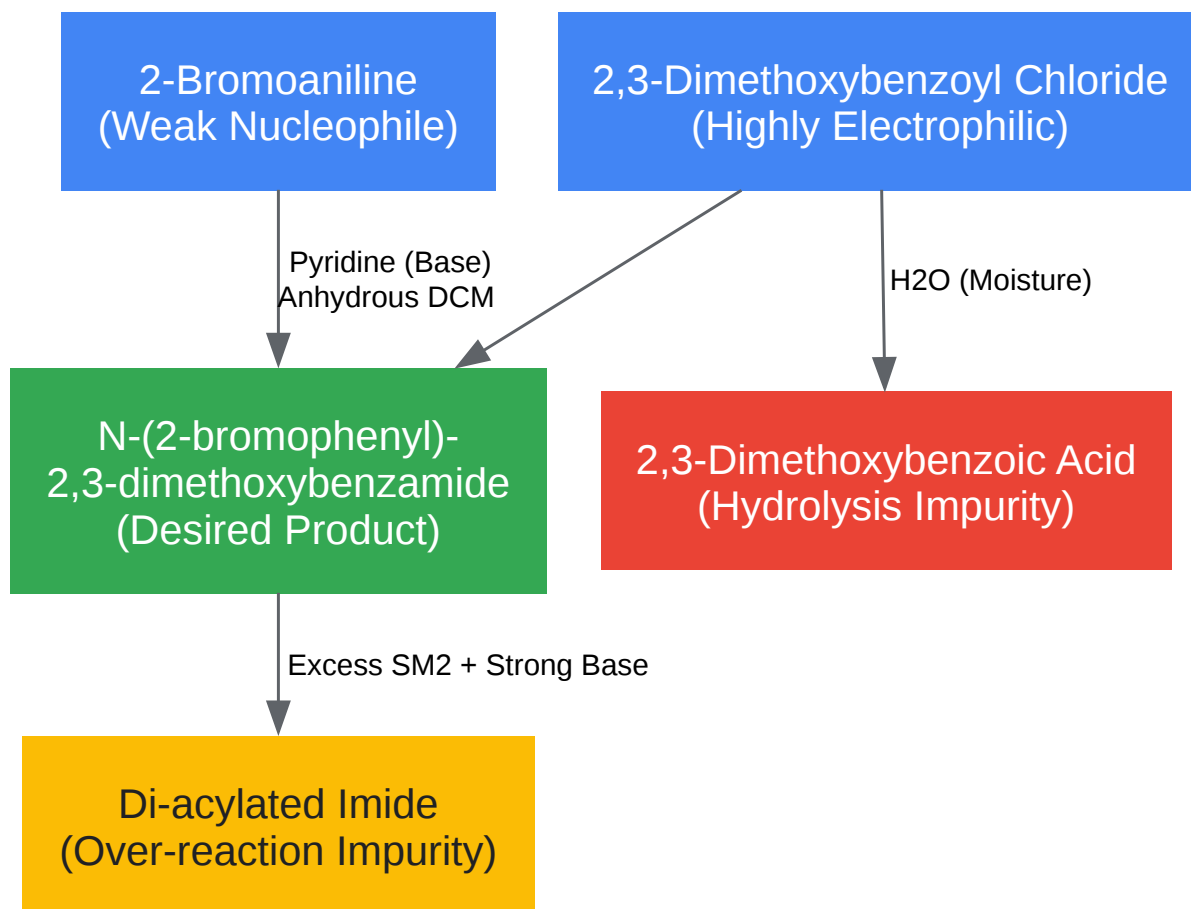 2-Bromoaniline
(Weak Nucleophile)
2,3-Dimethoxybenzoyl Chloride
(Highly Electrophilic)
Pyridine (Base)
Anhydrous DCM
H2O (Moisture)
N-(2-bromophenyl)-
2,3-dimethoxybenzamide
(Desired Product)
2,3-Dimethoxybenzoic Acid
(Hydrolysis Impurity)
Excess SM2 + Strong Base
Di-acylated Imide
(Over-reaction Impurity)